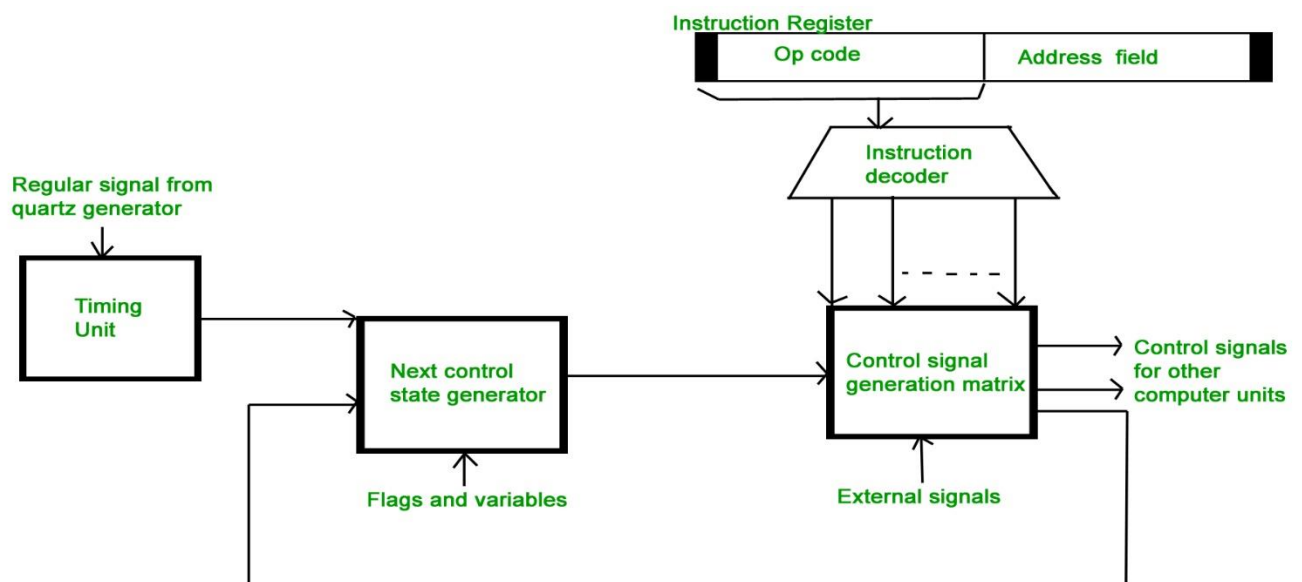 Instruction Register
Op code
Address field
Instruction
decoder
Regular signal from
quartz generator
Timing
Unit
Next control
state generator
Control signal
generation matrix
Control signals
for other
computer units
Flags and variables
External signals